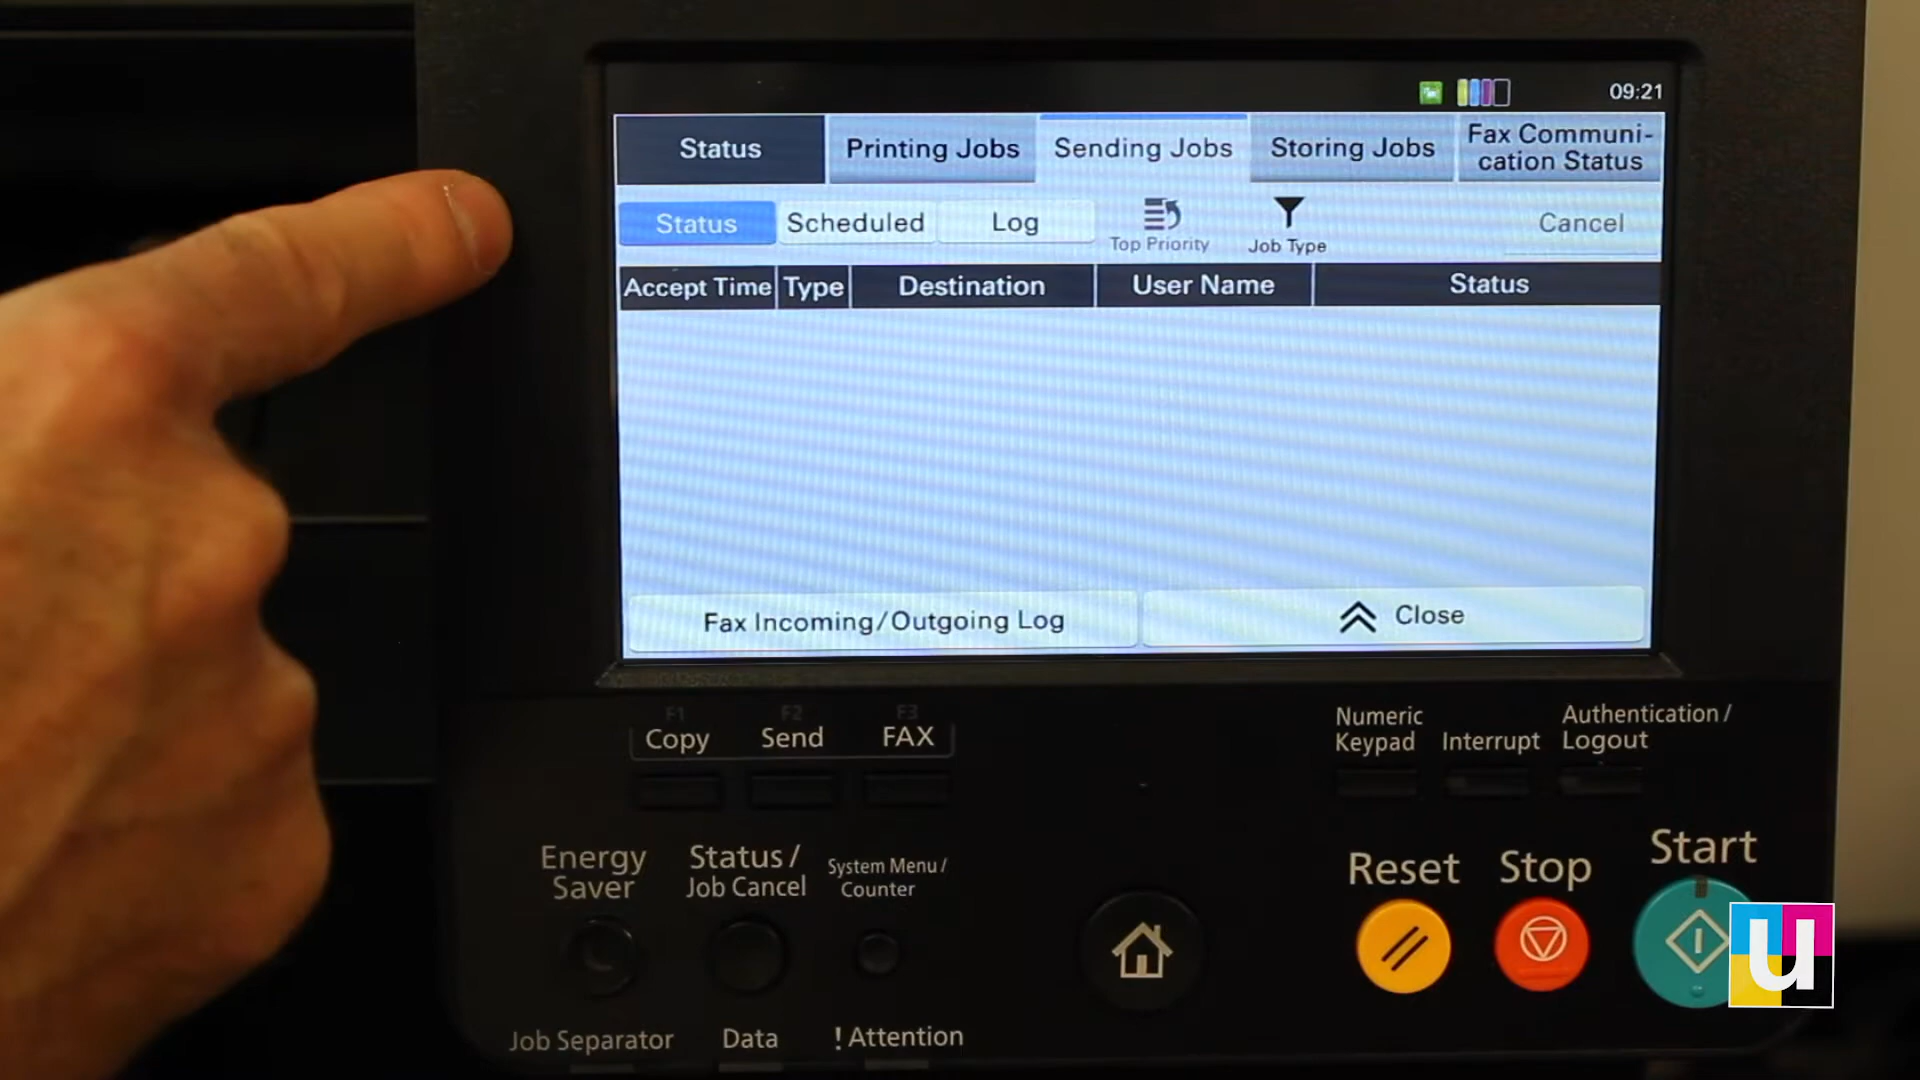 09:21
Status
Printing Jobs
Sending Jobs
Storing Jobs
Fax Communi-
cation Status
Status
Scheduled
Log
Top Priority
Job Type
Cancel
Accept Time
Type
Destination
User Name
Status
Fax Incoming/Outgoing Log
Close
F1
F2
F3
Copy
Send
FAX
Numeric
Keypad
Interrupt
Authentication/
Logout
Energy
Saver
Status/
Job Cancel
System Menu/
Counter
Reset
Stop
Start
Job Separator
Data
! Attention
u